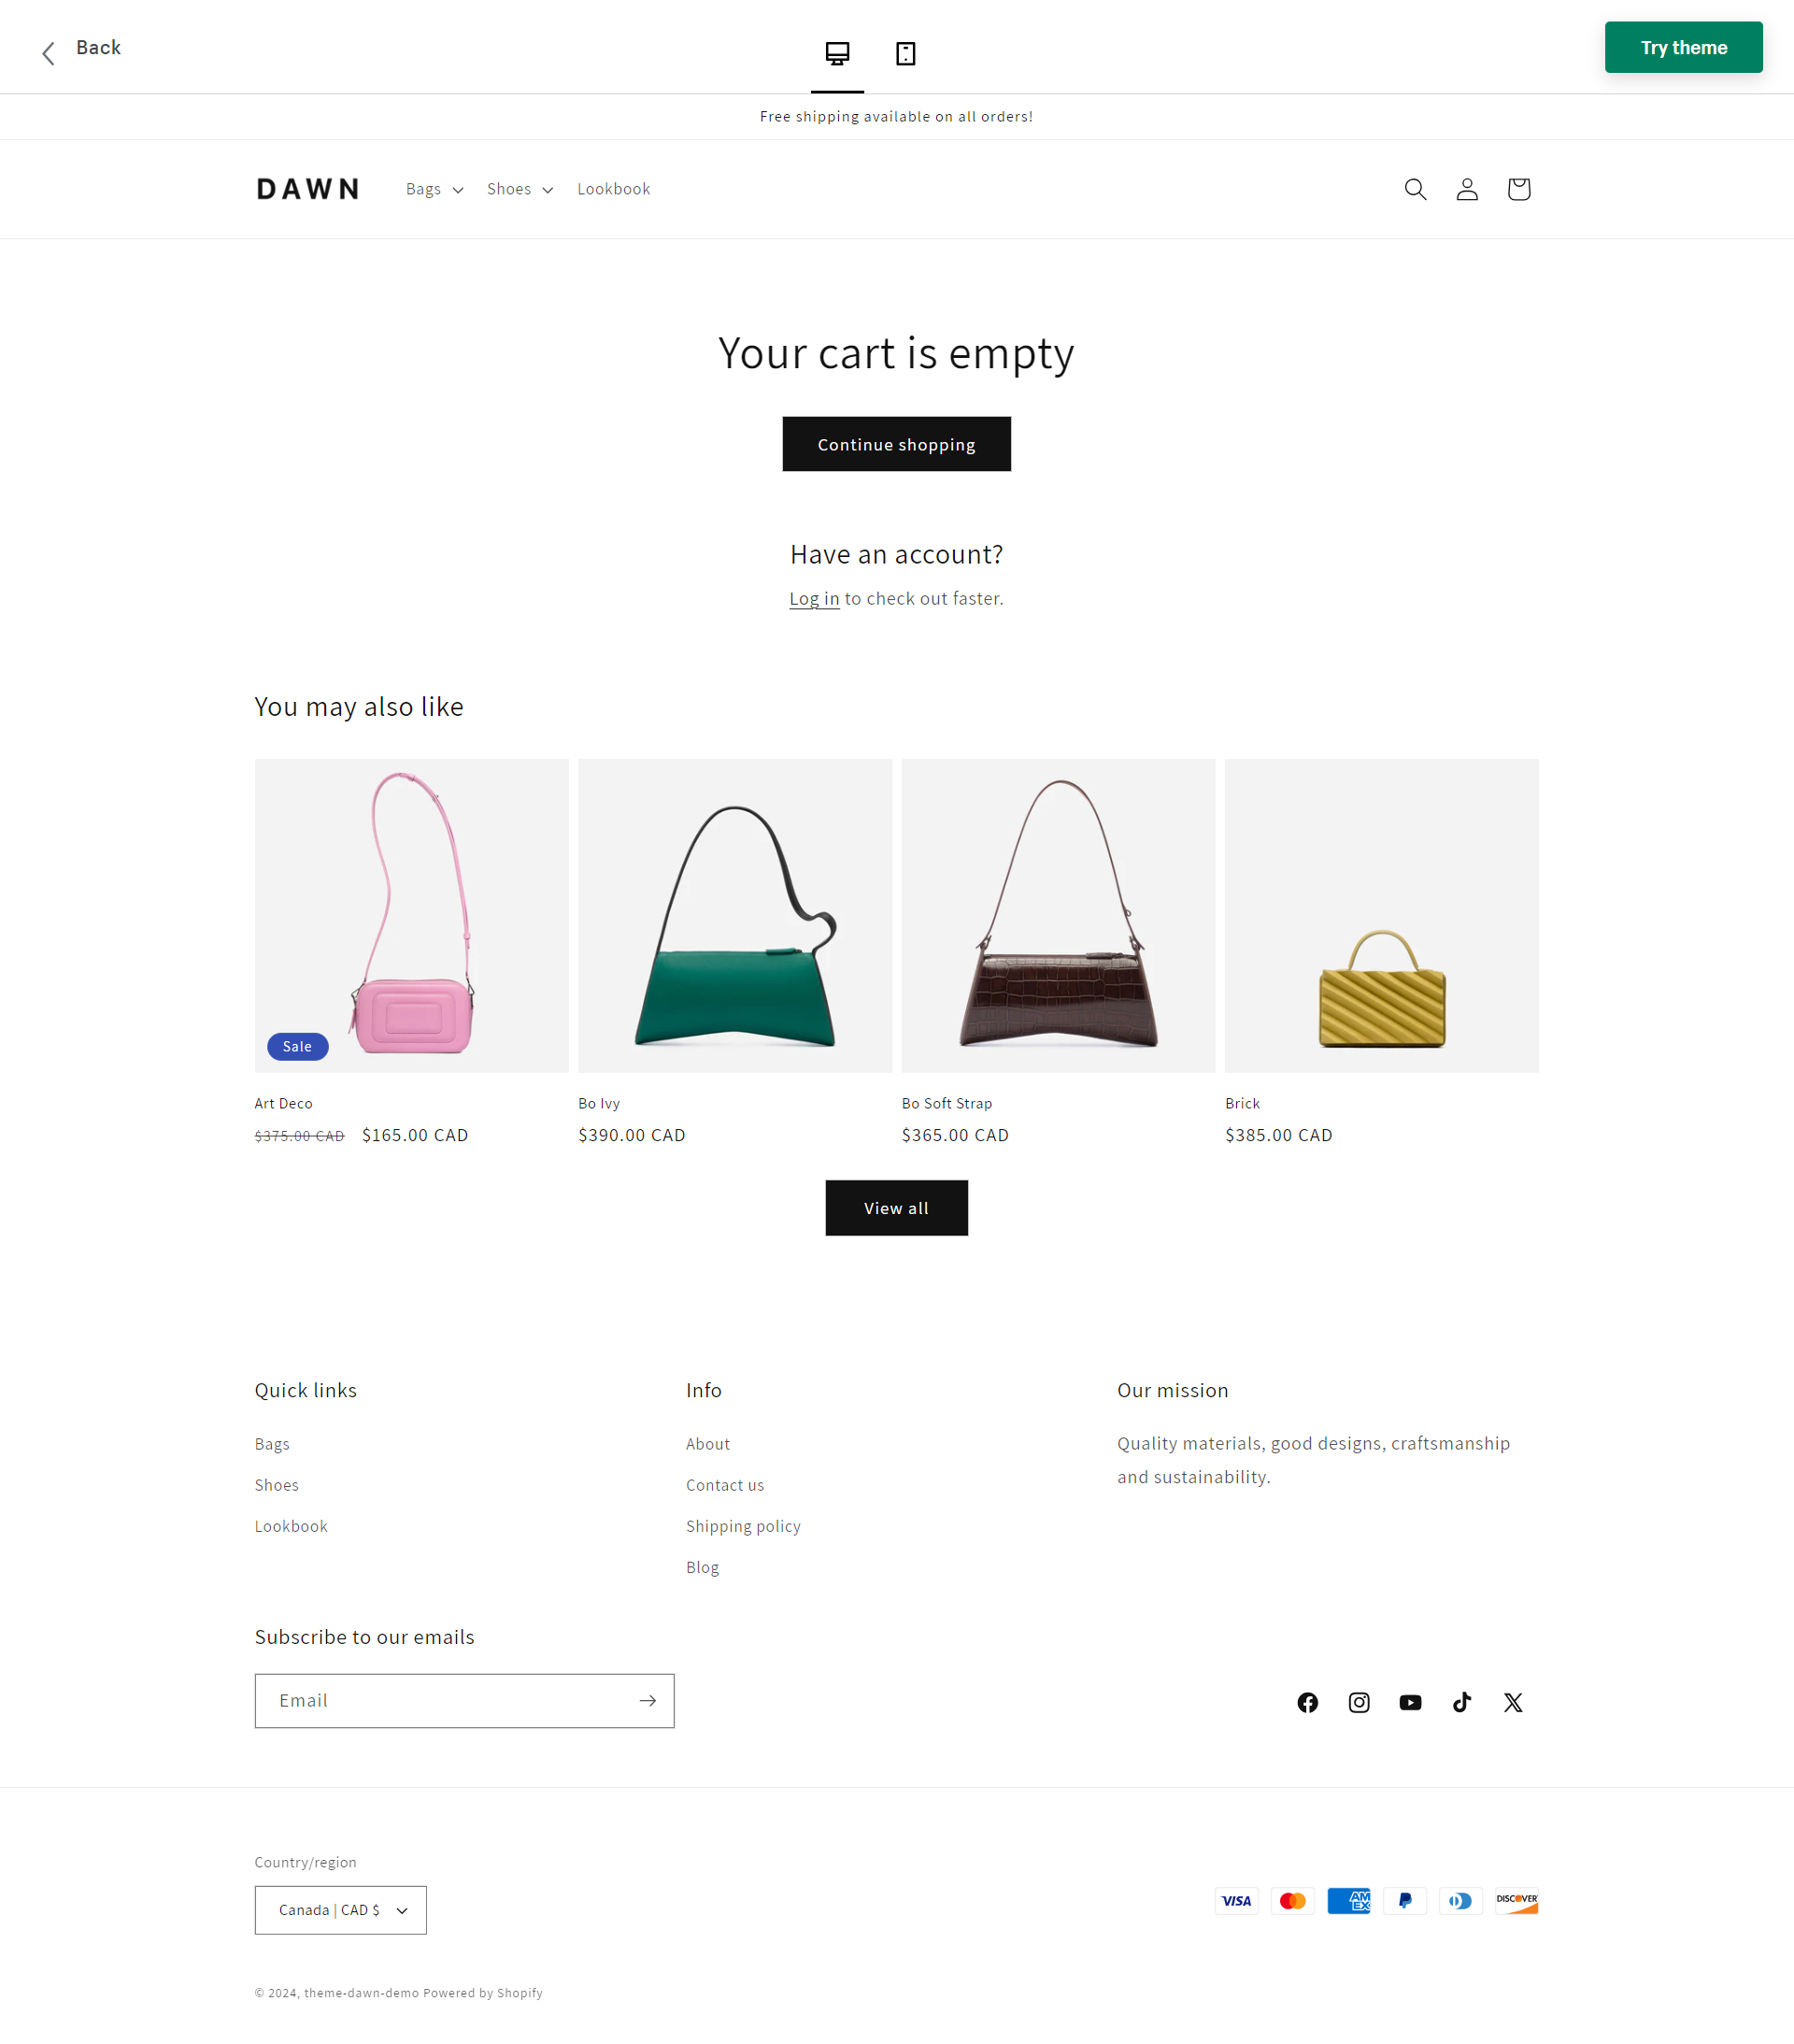 Back
Try theme
Free shipping available on all orders!
DAWN
Bags
Shoes
Lookbook
Your cart is empty
Continue shopping
Have an account?
Log in to check out faster.
You may also like
Sale
Art Deco
$375.00 CAD $165.00 CAD
Bo Ivy
$390.00 CAD
Bo Soft Strap
$365.00 CAD
Brick
$385.00 CAD
View all
Quick links
Bags
Shoes
Lookbook
Info
About
Contact us
Shipping policy
Blog
Our mission
Quality materials, good designs, craftsmanship
and sustainability.
Subscribe to our emails
Email
Country/region
Canada | CAD $
VISA
AMEX
DISCOVER
© 2024, theme-dawn-demo Powered by Shopify